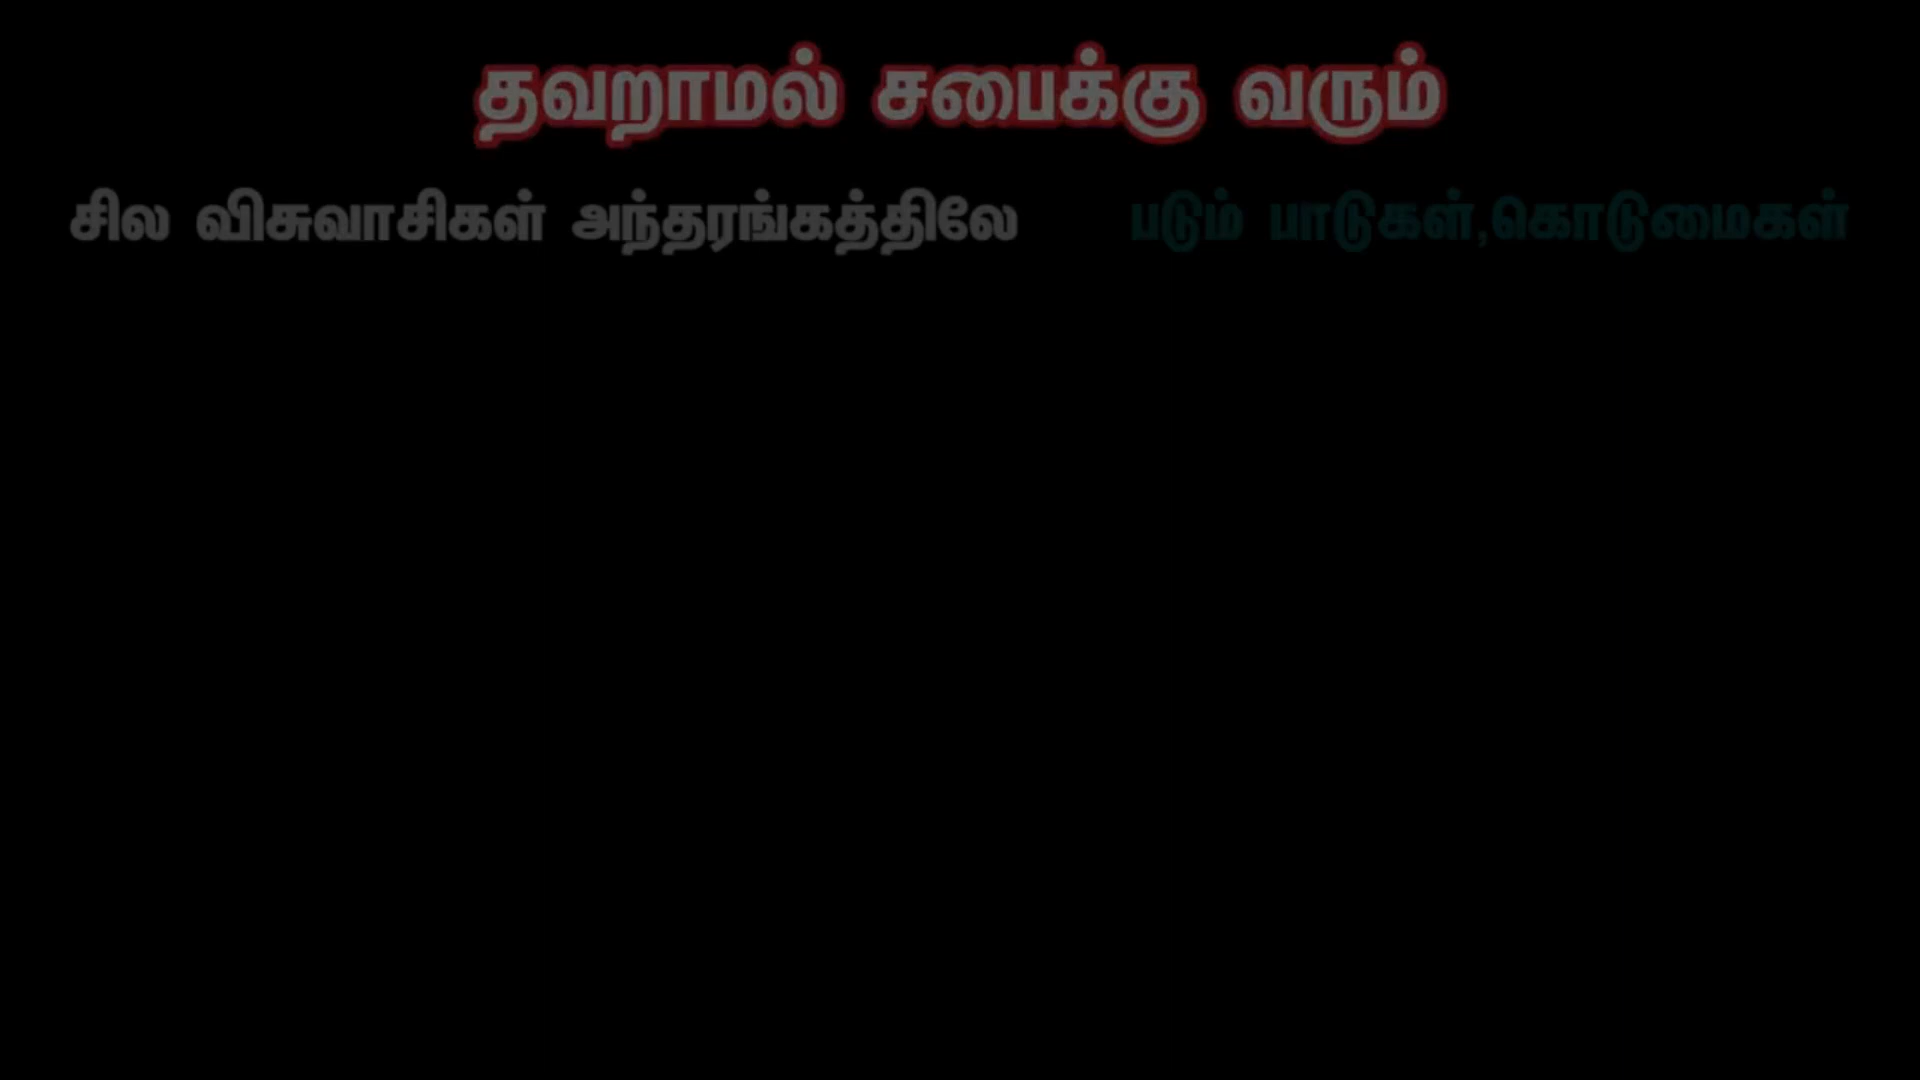 தவறாமல் சபைக்கு வரும்
சில விசுவாசிகள் அந்தரங்கத்திலே படும் பாடுகள்,கொடுமைகள்